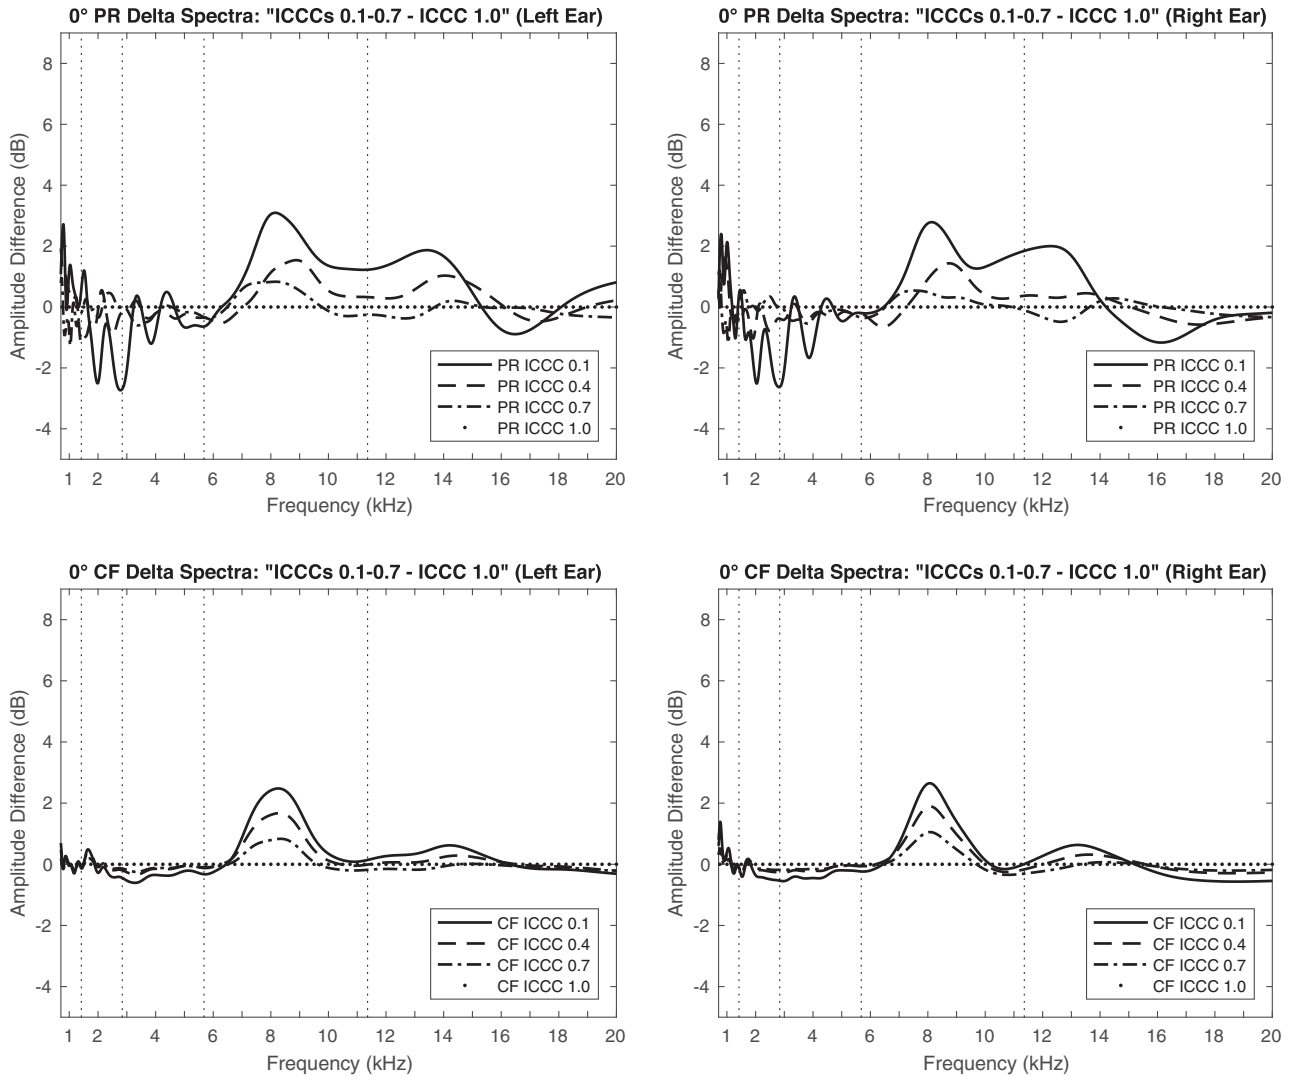 0° PR Delta Spectra: "ICCCs 0.1-0.7 - ICCC 1.0" (Left Ear)
8
6
4
2
0
-2
-4
Amplitude Difference (dB)
PR ICCC 0.1
PR ICCC 0.4
PR ICCC 0.7
PR ICCC 1.0
1 2 4 6 8 10 12 14 16 18 20
Frequency (kHz)
0° PR Delta Spectra: "ICCCs 0.1-0.7 - ICCC 1.0" (Right Ear)
8
6
4
2
0
-2
-4
Amplitude Difference (dB)
PR ICCC 0.1
PR ICCC 0.4
PR ICCC 0.7
PR ICCC 1.0
1 2 4 6 8 10 12 14 16 18 20
Frequency (kHz)
0° CF Delta Spectra: "ICCCs 0.1-0.7 - ICCC 1.0" (Left Ear)
8
6
4
2
0
-2
-4
Amplitude Difference (dB)
CF ICCC 0.1
CF ICCC 0.4
CF ICCC 0.7
CF ICCC 1.0
1 2 4 6 8 10 12 14 16 18 20
Frequency (kHz)
0° CF Delta Spectra: "ICCCs 0.1-0.7 - ICCC 1.0" (Right Ear)
8
6
4
2
0
-2
-4
Amplitude Difference (dB)
CF ICCC 0.1
CF ICCC 0.4
CF ICCC 0.7
CF ICCC 1.0
1 2 4 6 8 10 12 14 16 18 20
Frequency (kHz)